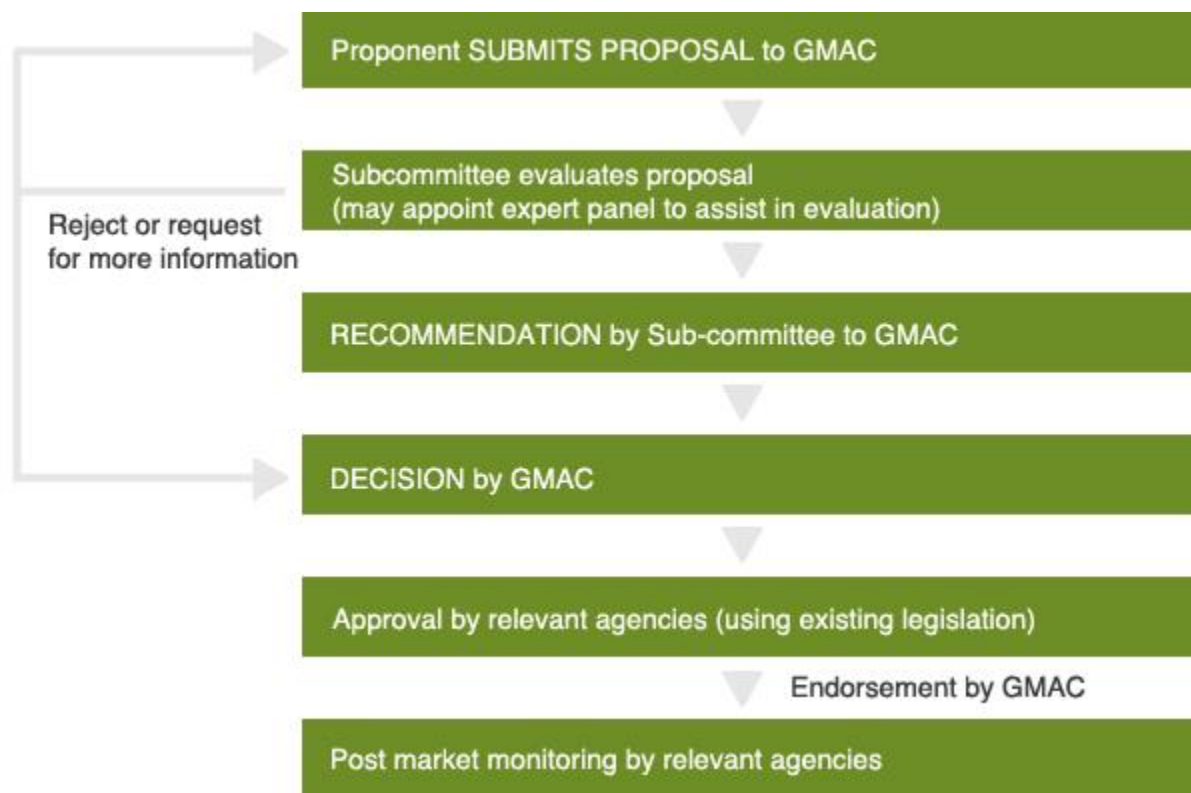 Proponent SUBMITS PROPOSAL to GMAC
Subcommittee evaluates proposal
(may appoint expert panel to assist in evaluation)
Reject or request
for more information
RECOMMENDATION by Sub-committee to GMAC
DECISION by GMAC
Approval by relevant agencies (using existing legislation)
Endorsement by GMAC
Post market monitoring by relevant agencies